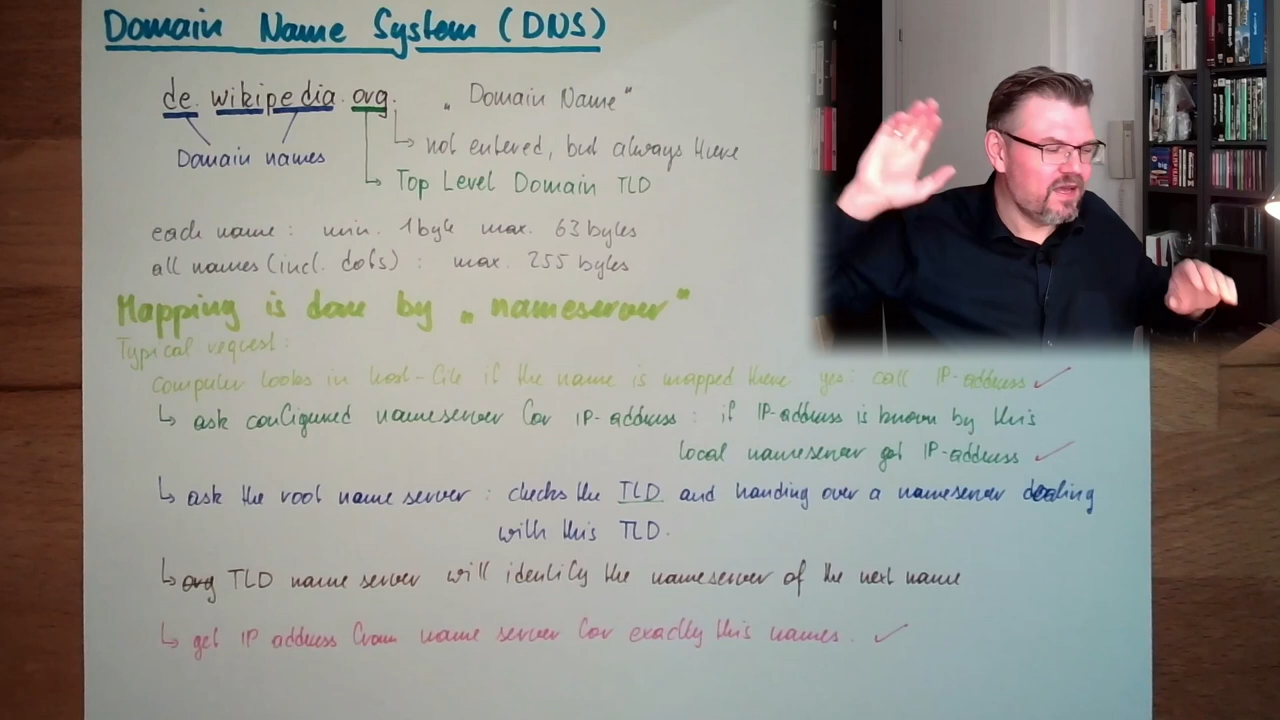 Domain Name System (DNS)
de. wikipedia. org. „Domain Name"
Domain names
not entered, but always there
Top Level Domain TLD
each name: min. 1byte max. 63 bytes
all names (incl. dots) : max. 255 bytes
Mapping is done by „nameserver"
Typical request:
computer looks in host-file if the name is mapped there yes: call IP-address ✓
↳ ask configured nameserver for IP-address : if IP-address is known by this
local nameserver get IP-address ✓
↳ ask the root name server : checks the TLD and handing over a nameserver dealing
with this TLD.
↳ org TLD name server will identify the nameserver of the next name
↳ get IP address from name server for exactly this names. ✓